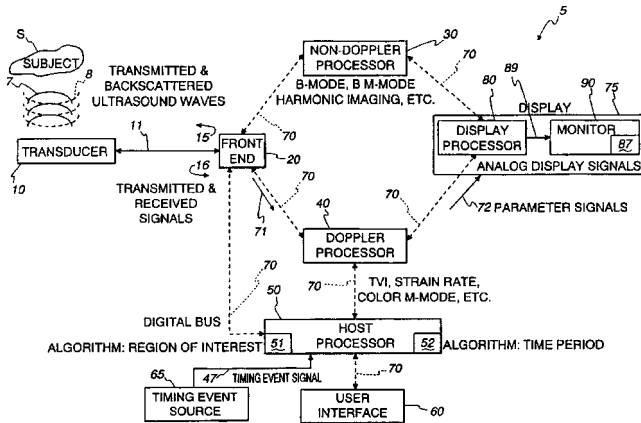 5
S
SUBJECT
7
8
TRANSMITTED &
BACKSCATTERED
ULTRASOUND WAVES
NON-DOPPLER
PROCESSOR
30
B-MODE, B M-MODE
HARMONIC IMAGING, ETC.
70
70
80
89
90
75
DISPLAY
DISPLAY
PROCESSOR
MONITOR
87
ANALOG DISPLAY SIGNALS
11
15
TRANSDUCER
10
16
FRONT
END
20
TRANSMITTED &
RECEIVED
SIGNALS
70
71
70
72 PARAMETER SIGNALS
40
DOPPLER
PROCESSOR
70
TVI, STRAIN RATE,
COLOR M-MODE, ETC.
70
50
DIGITAL BUS
ALGORITHM: REGION OF INTEREST
51
HOST
PROCESSOR
52
ALGORITHM: TIME PERIOD
65
47
TIMING EVENT SIGNAL
70
TIMING EVENT
SOURCE
USER
INTERFACE
60